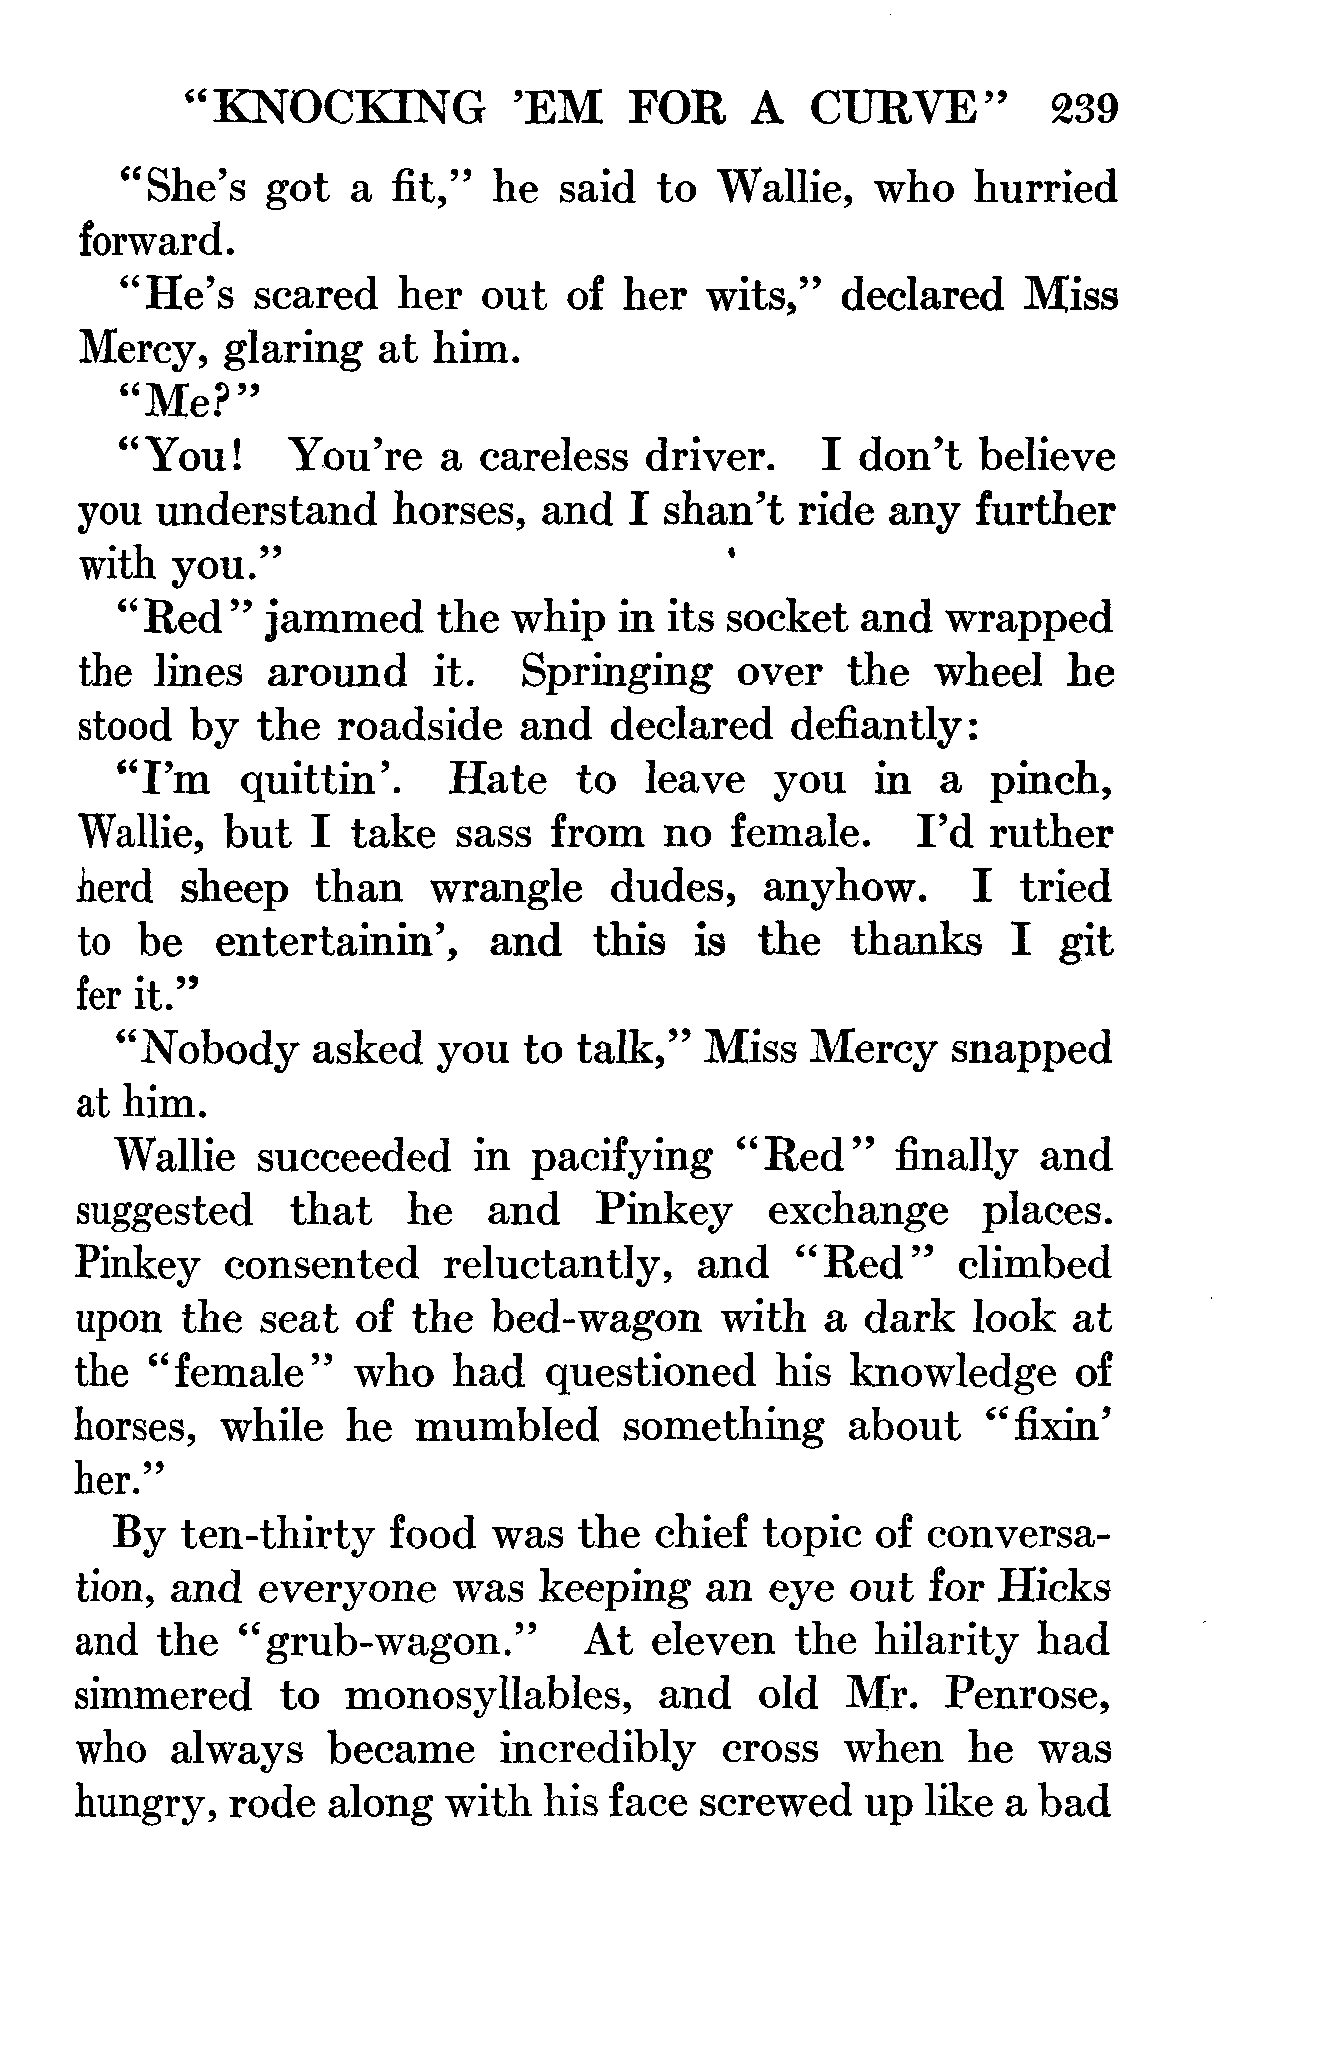 “KNOCKING ’EM FOR A CURVE” 239
“She’s got a fit,” he said to Wallie, who hurried
forward.
“He’s scared her out of her wits,” declared Miss
Mercy, glaring at him.
“Me?”
“You! You’re a careless driver. I don’t believe
you understand horses, and I shan’t ride any further
with you.”
“Red” jammed the whip in its socket and wrapped
the lines around it. Springing over the wheel he
stood by the roadside and declared defiantly:
“I’m quittin’. Hate to leave you in a pinch,
Wallie, but I take sass from no female. I’d ruther
herd sheep than wrangle dudes, anyhow. I tried
to be entertainin’, and this is the thanks I git
fer it.”
“Nobody asked you to talk,” Miss Mercy snapped
at him.
Wallie succeeded in pacifying “Red” finally and
suggested that he and Pinkey exchange places.
Pinkey consented reluctantly, and “Red” climbed
upon the seat of the bed-wagon with a dark look at
the “female” who had questioned his knowledge of
horses, while he mumbled something about “fixin’
her.”
By ten-thirty food was the chief topic of conversa-
tion, and everyone was keeping an eye out for Hicks
and the “grub-wagon.” At eleven the hilarity had
simmered to monosyllables, and old Mr. Penrose,
who always became incredibly cross when he was
hungry, rode along with his face screwed up like a bad